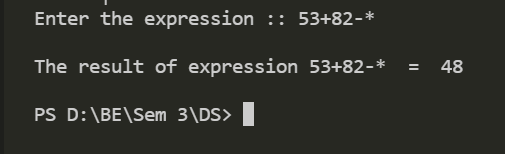 Enter the expression :: 53+82-*
The result of expression 53+82-*  =  48
PS D:\BE\Sem 3\DS>